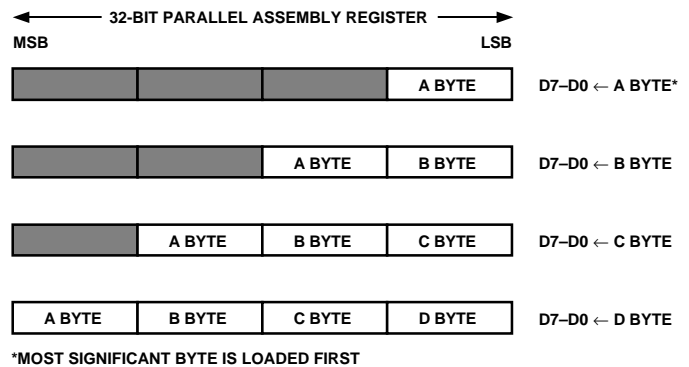 32-BIT PARALLEL ASSEMBLY REGISTER
MSB LSB
A BYTE D7–D0 ← A BYTE*
A BYTE B BYTE D7–D0 ← B BYTE
A BYTE B BYTE C BYTE D7–D0 ← C BYTE
A BYTE B BYTE C BYTE D BYTE D7–D0 ← D BYTE
*MOST SIGNIFICANT BYTE IS LOADED FIRST